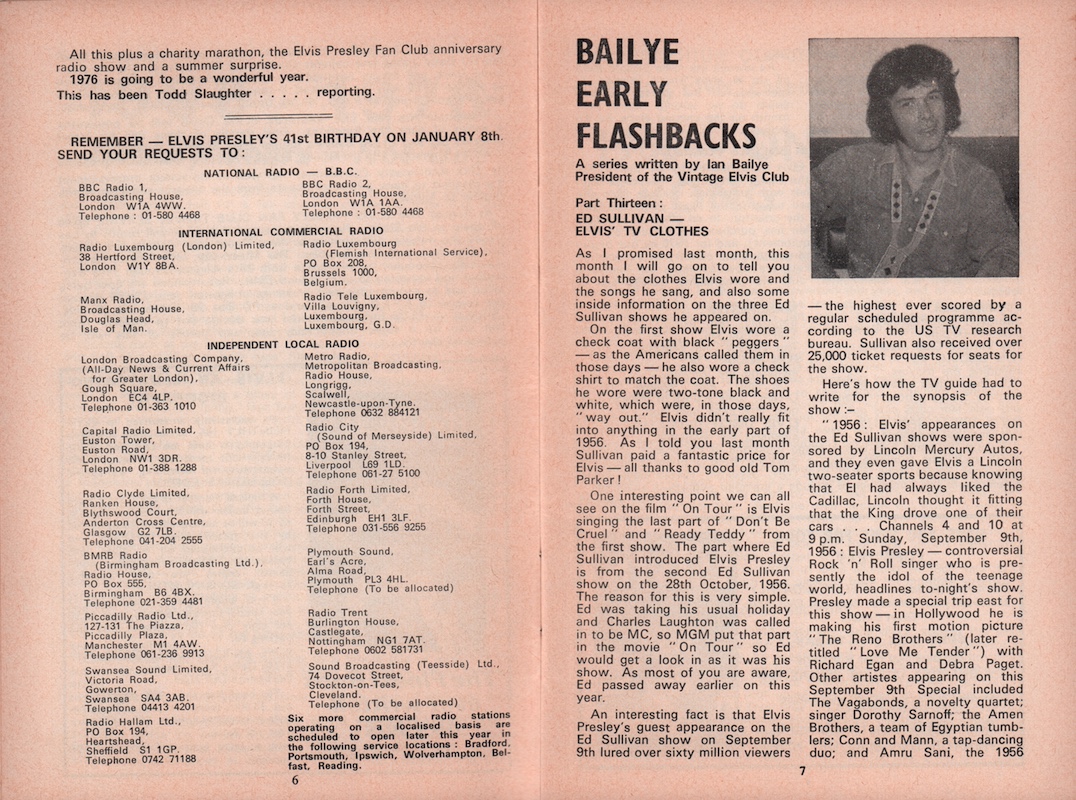 All this plus a charity marathon, the Elvis Presley Fan Club anniversary
radio show and a summer surprise.
1976 is going to be a wonderful year.
This has been Todd Slaughter . . . . . reporting.
REMEMBER — ELVIS PRESLEY'S 41st BIRTHDAY ON JANUARY 8th.
SEND YOUR REQUESTS TO :
NATIONAL RADIO — B.B.C.
BBC Radio 1,
Broadcasting House,
London W1A 4WW.
Telephone : 01-580 4468
BBC Radio 2,
Broadcasting House,
London W1A 1AA.
Telephone : 01-580 4468
INTERNATIONAL COMMERCIAL RADIO
Radio Luxembourg (London) Limited,
38 Hertford Street,
London W1Y 8BA.
Radio Luxembourg
(Flemish International Service),
PO Box 208,
Brussels 1000,
Belgium.
Manx Radio,
Broadcasting House,
Douglas Head,
Isle of Man.
Radio Tele Luxembourg,
Villa Louvigny,
Luxembourg,
Luxembourg, G.D.
INDEPENDENT LOCAL RADIO
London Broadcasting Company,
(All-Day News & Current Affairs
for Greater London),
Gough Square,
London EC4 4LP.
Telephone 01-363 1010
Metro Radio,
Metropolitan Broadcasting,
Radio House,
Longrigg,
Scalwell,
Newcastle-upon-Tyne.
Telephone 0632 884121
Capital Radio Limited,
Euston Tower,
Euston Road,
London NW1 3DR.
Telephone 01-388 1288
Radio City
(Sound of Merseyside) Limited,
PO Box 194,
8-10 Stanley Street,
Liverpool L69 1LD.
Telephone 061-27 5100
Radio Clyde Limited,
Ranken House,
Blythswood Court,
Anderton Cross Centre,
Glasgow G2 7LB.
Telephone 041-204 2555
Radio Forth Limited,
Forth House,
Forth Street,
Edinburgh EH1 3LF.
Telephone 031-556 9255
BMRB Radio
(Birmingham Broadcasting Ltd.),
Radio House,
PO Box 555,
Birmingham B6 4BX.
Telephone 021-359 4481
Plymouth Sound,
Earl's Acre,
Alma Road,
Plymouth PL3 4HL.
Telephone (To be allocated)
Piccadilly Radio Ltd.,
127-131 The Piazza,
Piccadilly Plaza,
Manchester M1 4AW.
Telephone 061-236 9913
Radio Trent
Burlington House,
Castlegate,
Nottingham NG1 7AT.
Telephone 0602 581731
Swansea Sound Limited,
Victoria Road,
Gowerton,
Swansea SA4 3AB.
Telephone 04413 4201
Sound Broadcasting (Teesside) Ltd.,
74 Dovecot Street,
Stockton-on-Tees,
Cleveland.
Telephone (To be allocated)
Radio Hallam Ltd.,
PO Box 194,
Heartshead,
Sheffield S1 1GP.
Telephone 0742 71188
Six more commercial radio stations
operating on a localised basis are
scheduled to open later this year in
the following service locations : Bradford,
Portsmouth, Ipswich, Wolverhampton, Bel-
fast, Reading.
6
BAILYE
EARLY
FLASHBACKS
A series written by Ian Bailye
President of the Vintage Elvis Club
Part Thirteen :
ED SULLIVAN —
ELVIS' TV CLOTHES
As I promised last month, this
month I will go on to tell you
about the clothes Elvis wore and
the songs he sang, and also some
inside information on the three Ed
Sullivan shows he appeared on.
On the first show Elvis wore a
check coat with black " peggers "
— as the Americans called them in
those days — he also wore a check
shirt to match the coat. The shoes
he wore were two-tone black and
white, which were, in those days,
" way out." Elvis didn't really fit
into anything in the early part of
1956. As I told you last month
Sullivan paid a fantastic price for
Elvis — all thanks to good old Tom
Parker !
One interesting point we can all
see on the film " On Tour " is Elvis
singing the last part of " Don't Be
Cruel " and " Ready Teddy " from
the first show. The part where Ed
Sullivan introduced Elvis Presley
is from the second Ed Sullivan
show on the 28th October, 1956.
The reason for this is very simple.
Ed was taking his usual holiday
and Charles Laughton was called
in to be MC, so MGM put that part
in the movie " On Tour " so Ed
would get a look in as it was his
show. As most of you are aware,
Ed passed away earlier on this
year.
An interesting fact is that Elvis
Presley's guest appearance on the
Ed Sullivan show on September
9th lured over sixty million viewers
— the highest ever scored by a
regular scheduled programme ac-
cording to the US TV research
bureau. Sullivan also received over
25,000 ticket requests for seats for
the show.
Here's how the TV guide had to
write for the synopsis of the
show :–
" 1956 : Elvis' appearances on
the Ed Sullivan shows were spon-
sored by Lincoln Mercury Autos,
and they even gave Elvis a Lincoln
two-seater sports because knowing
that El had always liked the
Cadillac, Lincoln thought it fitting
that the King drove one of their
cars . . . Channels 4 and 10 at
9 p.m. Sunday, September 9th,
1956 : Elvis Presley — controversial
Rock 'n' Roll singer who is pre-
sently the idol of the teenage
world, headlines to-night's show.
Presley made a special trip east for
this show — in Hollywood he is
making his first motion picture
" The Reno Brothers " (later re-
titled " Love Me Tender ") with
Richard Egan and Debra Paget.
Other artistes appearing on this
September 9th Special included
The Vagabonds, a novelty quartet;
singer Dorothy Sarnoff; the Amen
Brothers, a team of Egyptian tumb-
lers; Conn and Mann, a tap-dancing
duo; and Amru Sani, the 1956
7